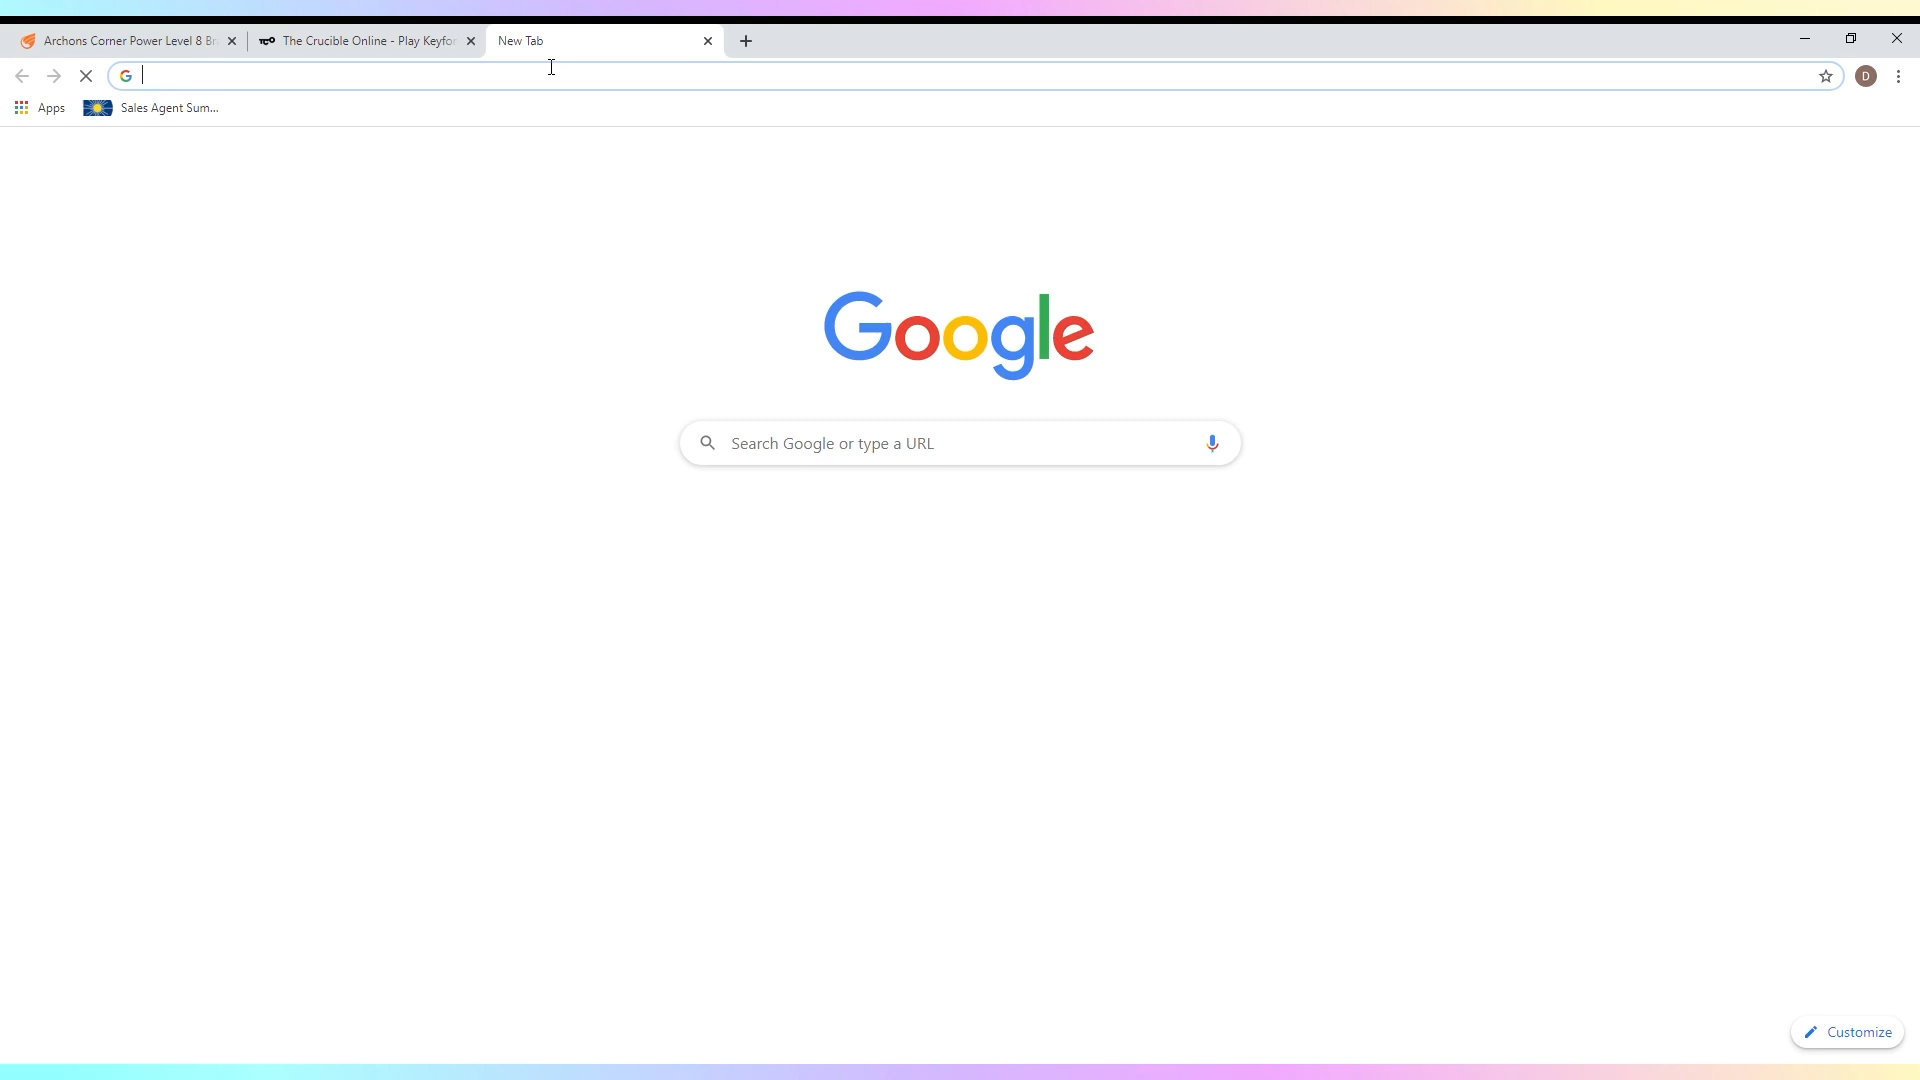 Archons Corner Power Level 8 Br
The Crucible Online - Play Keyfor
New Tab
Apps
Sales Agent Sum...
D
Google
Search Google or type a URL
Customize